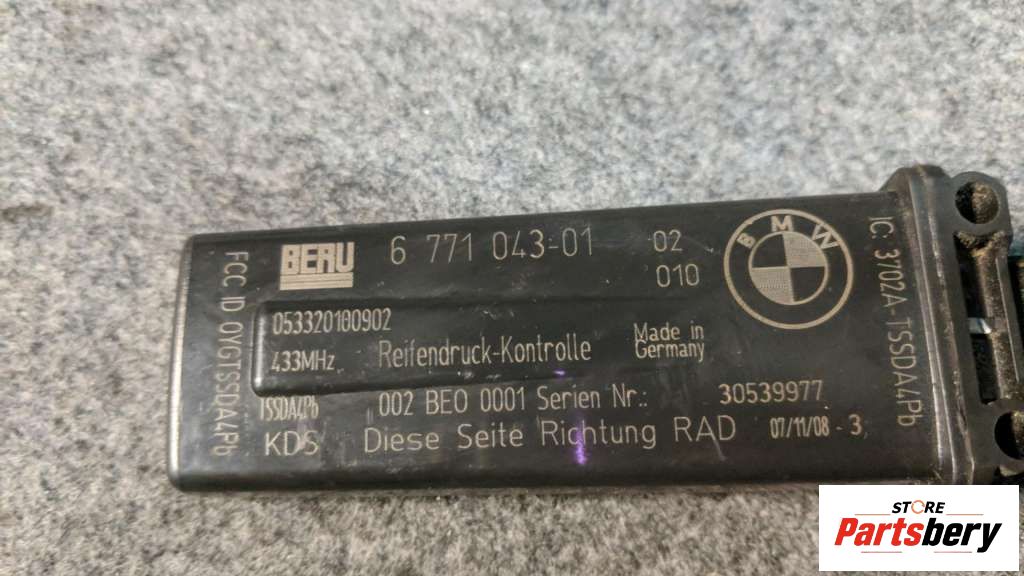 BERU 6 771 043-01 02
010
BMW
053320180902
433MHz Reifendruck-Kontrolle Made in
Germany
TSSDA4Pb 002 BE0 0001 Serien Nr.: 30539977
KDS Diese Seite Richtung RAD 07/11/08 - 3
FCC ID OYGTSSDA4Pb
IC: 3702A-TSSDA4Pb
STORE
Partsbery